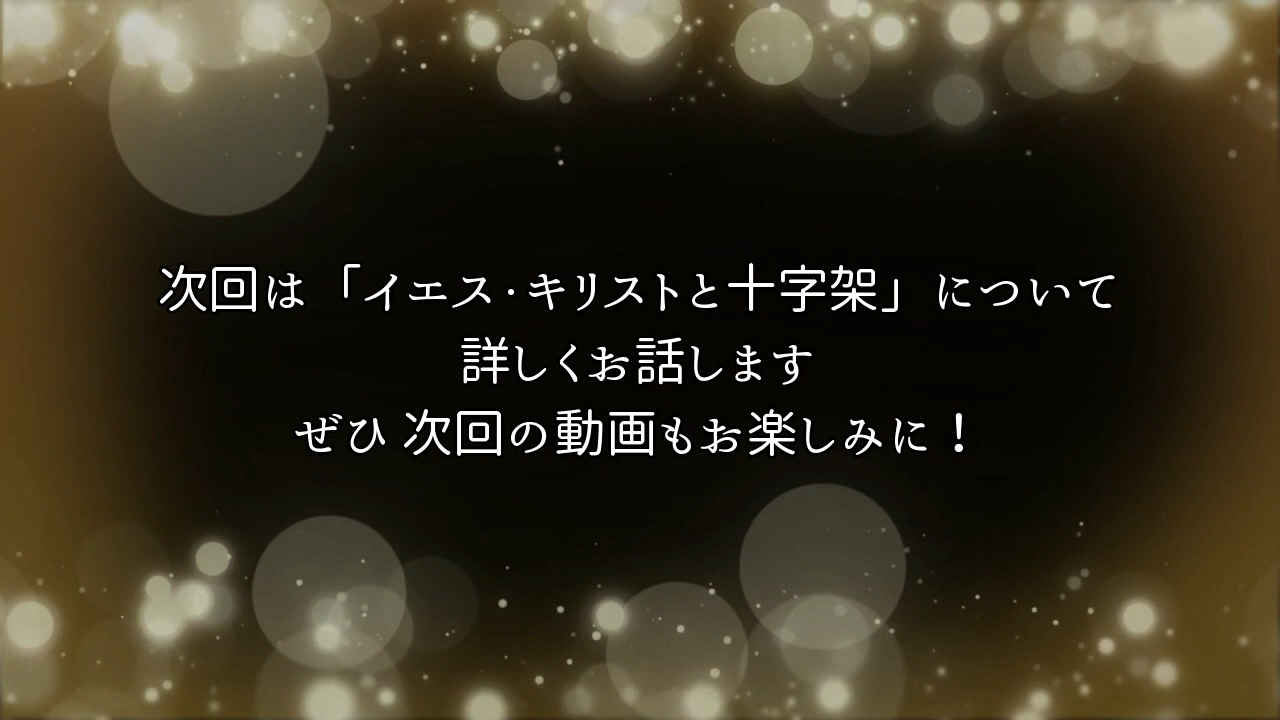 次回は「イエス・キリストと十字架」について
詳しくお話します
ぜひ 次回の動画もお楽しみに！